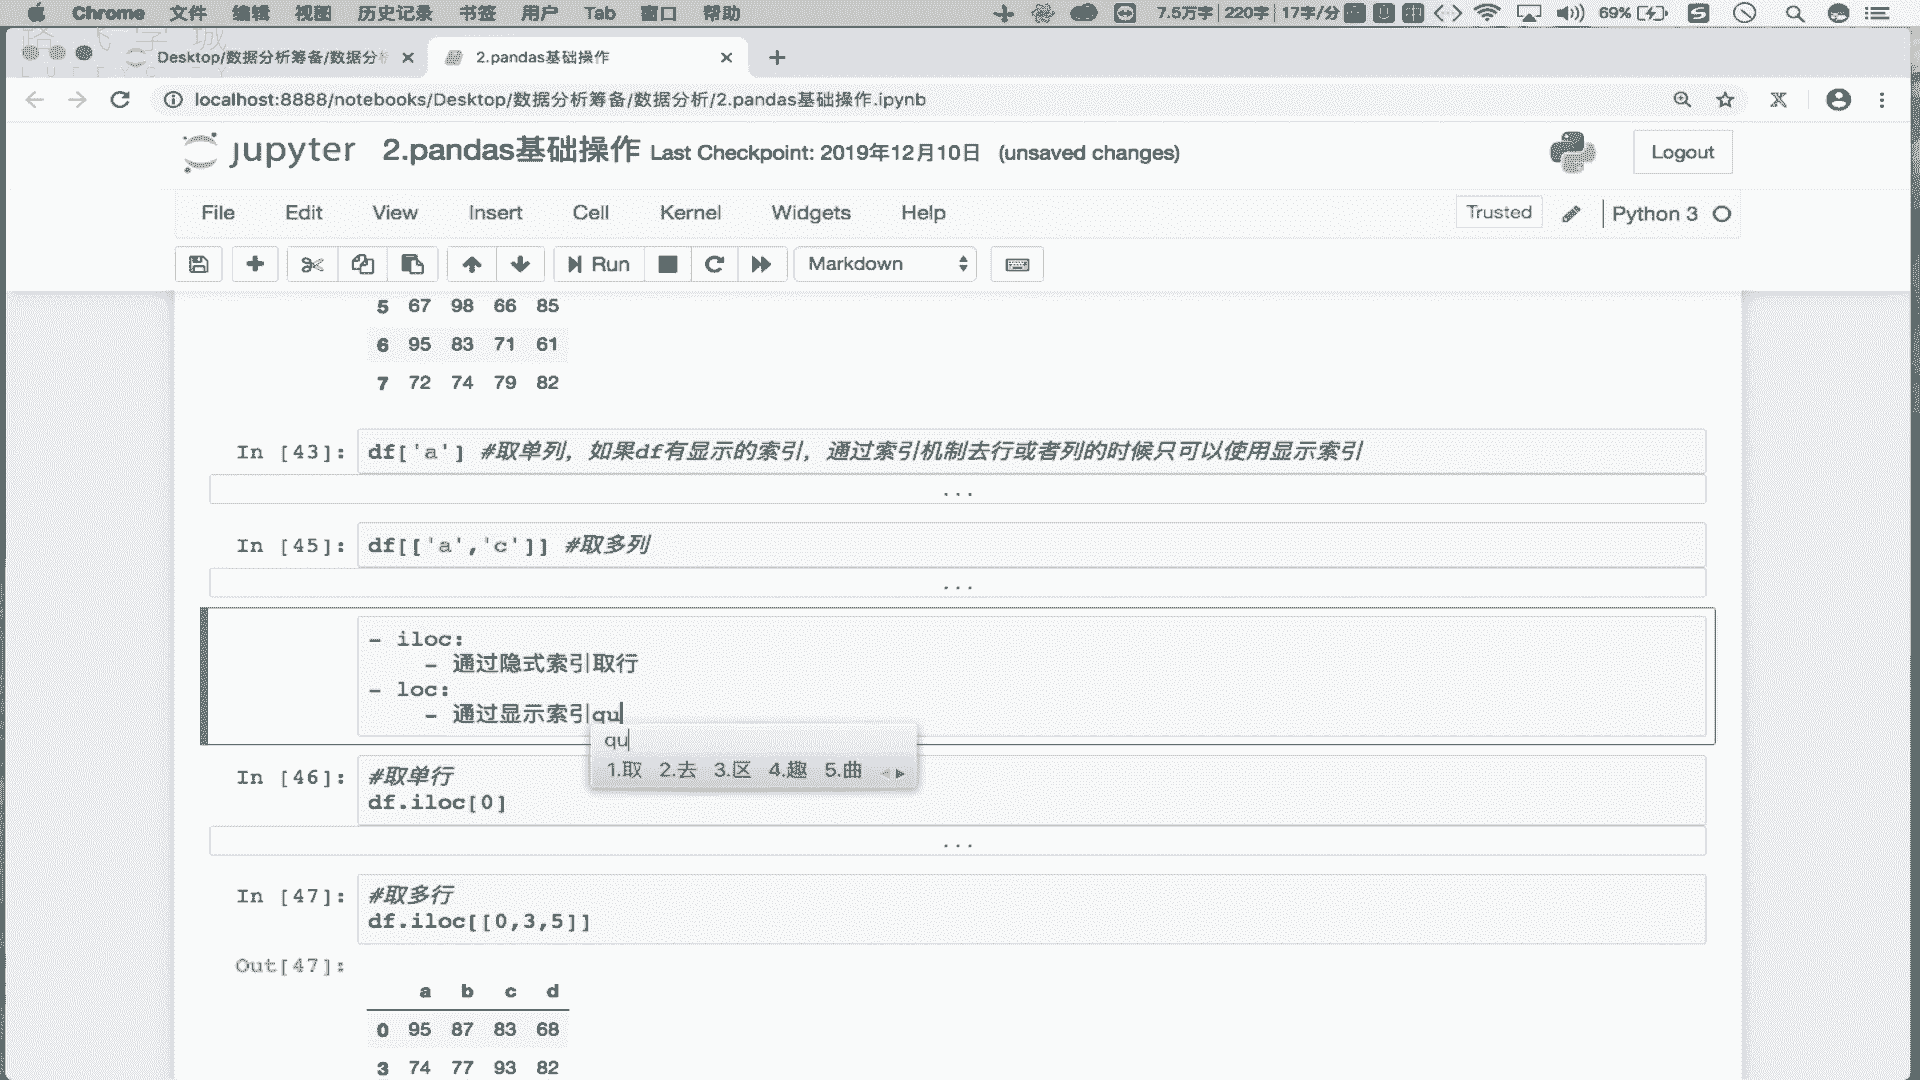 Chrome 文件 编辑 视图 历史记录 书签 用户 Tab 窗口 帮助 7.5万字 220字 17字/分 69%
Desktop/数据分析筹备/数据分析 2.pandas基础操作
localhost:8888/notebooks/Desktop/数据分析筹备/数据分析/2.pandas基础操作.ipynb
jupyter 2.pandas基础操作 Last Checkpoint: 2019年12月10日 (unsaved changes) Logout
File Edit View Insert Cell Kernel Widgets Help Trusted Python 3
Run Markdown
5 67 98 66 85
6 95 83 71 61
7 72 74 79 82
In [43]: df['a'] #取单列，如果df有显示的索引，通过索引机制去行或者列的时候只可以使用显示索引
...
In [45]: df[['a','c']] #取多列
...
- iloc:
- 通过隐式索引取行
- loc:
- 通过显示索引qu
qu
1.取 2.去 3.区 4.趣 5.曲
In [46]: #取单行
df.iloc[0]
...
In [47]: #取多行
df.iloc[[0,3,5]]
Out[47]:
a b c d
0 95 87 83 68
3 74 77 93 82